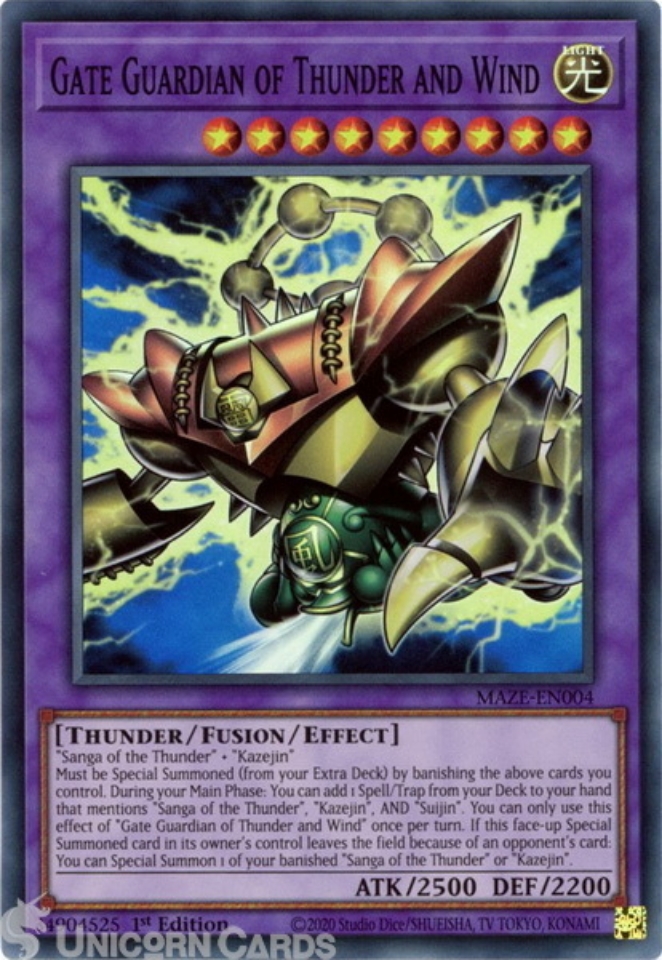 GATE GUARDIAN OF THUNDER AND WIND
LIGHT
光
風
MAZE-EN004
[THUNDER/FUSION/EFFECT]
"Sanga of the Thunder" + "Kazejin"
Must be Special Summoned (from your Extra Deck) by banishing the above cards you
control. During your Main Phase: You can add 1 Spell/Trap from your Deck to your hand
that mentions "Sanga of the Thunder", "Kazejin", AND "Suijin". You can only use this
effect of "Gate Guardian of Thunder and Wind" once per turn. If this face-up Special
Summoned card in its owner's control leaves the field because of an opponent's card:
You can Special Summon 1 of your banished "Sanga of the Thunder" or "Kazejin".
ATK/2500 DEF/2200
4904525 1st Edition
©2020 Studio Dice/SHUEISHA, TV TOKYO, KONAMI
UNICORN CARDS